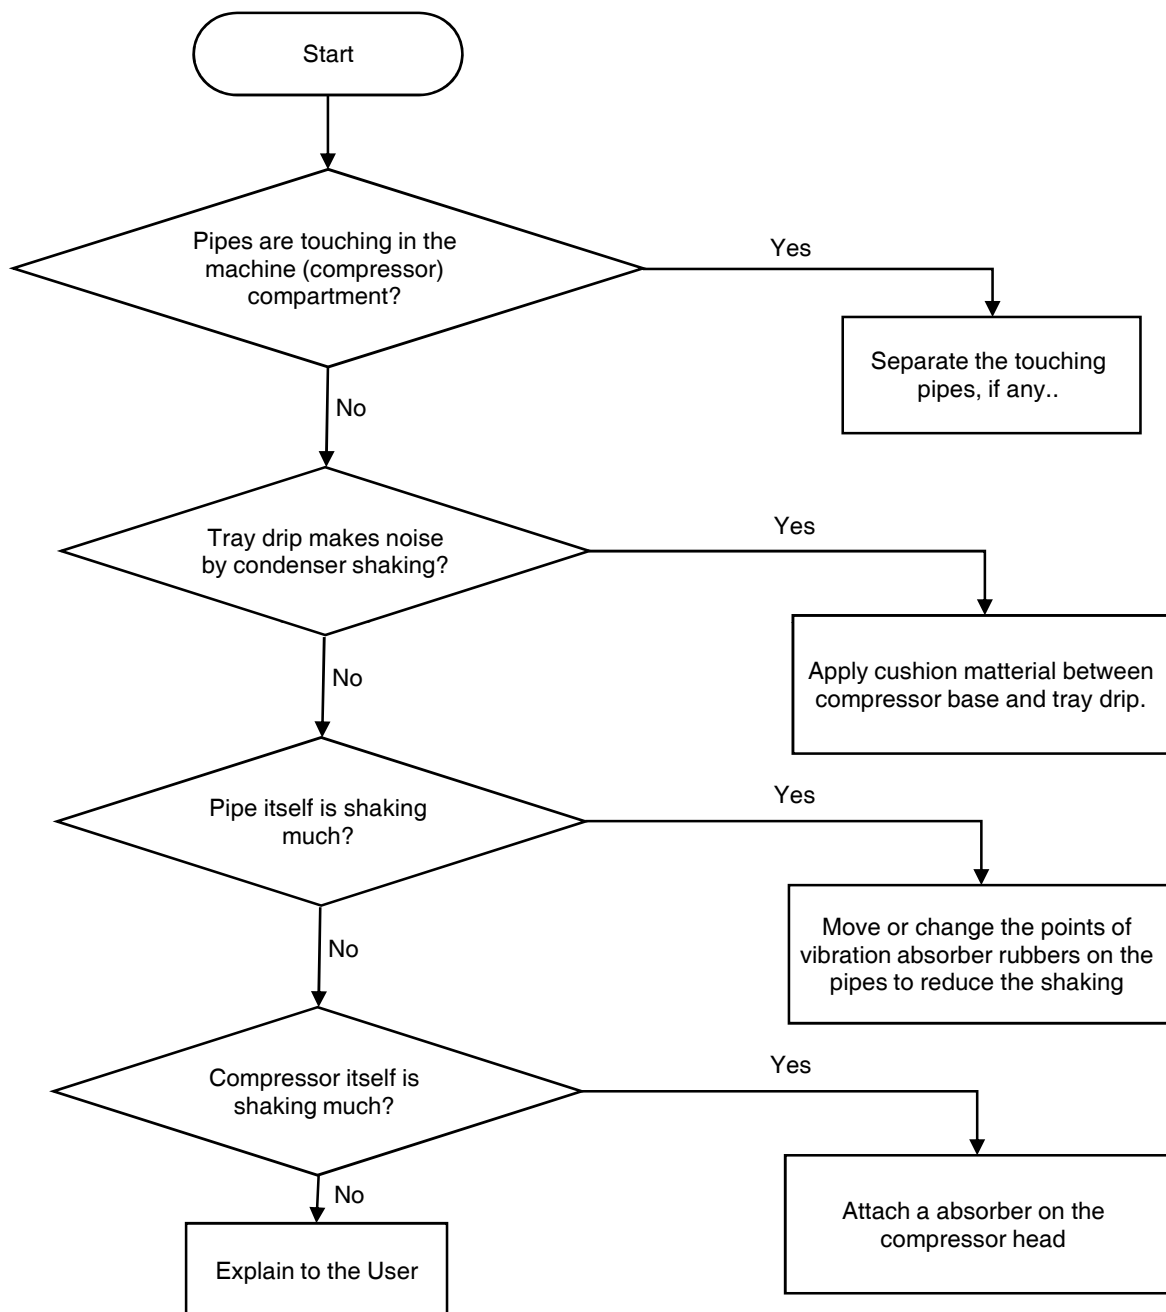 Start
Pipes are touching in the
machine (compressor)
compartment?
Yes
Separate the touching
pipes, if any..
No
Tray drip makes noise
by condenser shaking?
Yes
Apply cushion matterial between
compressor base and tray drip.
No
Pipe itself is shaking
much?
Yes
Move or change the points of
vibration absorber rubbers on the
pipes to reduce the shaking
No
Compressor itself is
shaking much?
Yes
Attach a absorber on the
compressor head
No
Explain to the User